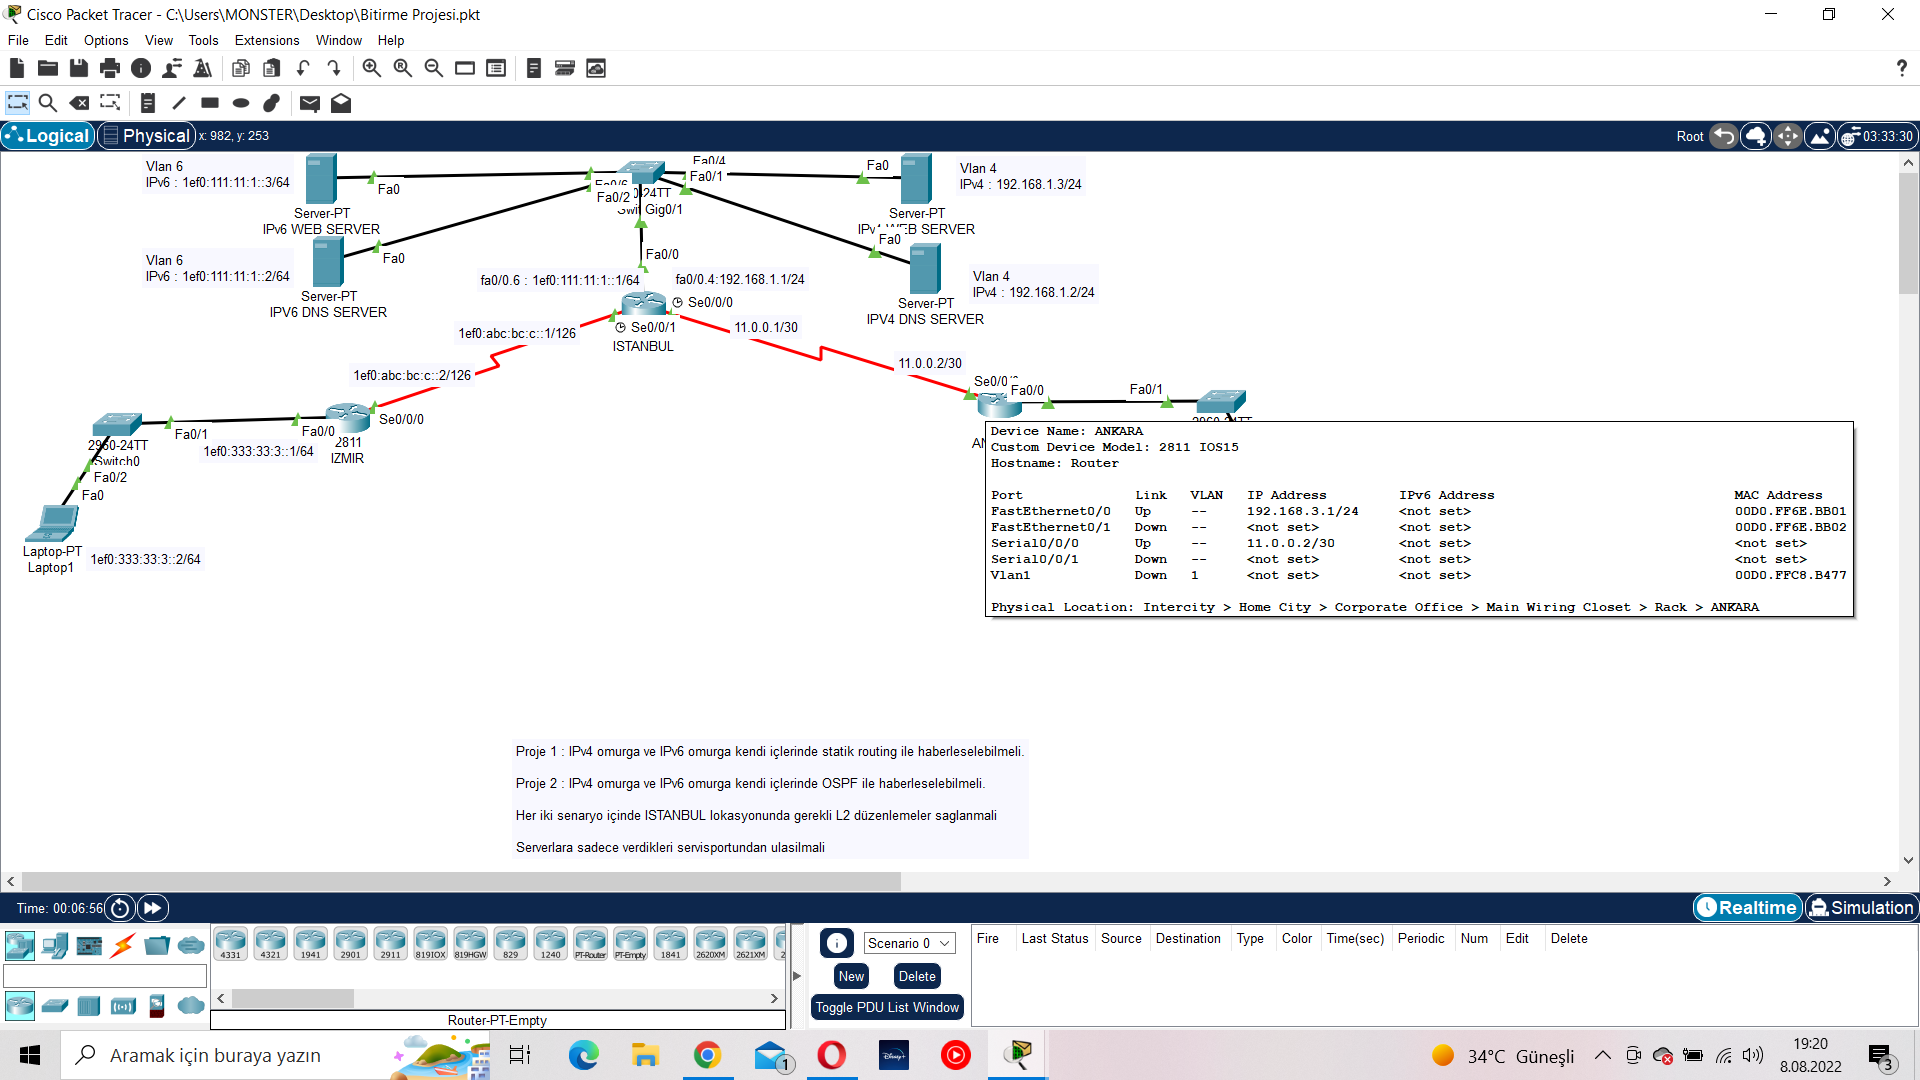 Cisco Packet Tracer - C:\Users\MONSTER\Desktop\Bitirme Projesi.pkt
File Edit Options View Tools Extensions Window Help
Logical Physical x: 982, y: 253 Root 03:33:30
Vlan 6
IPv6 : 1ef0:111:11:1::3/64
Fa0
Server-PT
IPv6 WEB SERVER
Fa0/2
Gig0/1
Fa0/4
Fa0/1
Fa0
Vlan 4
IPv4 : 192.168.1.3/24
Server-PT
WEB SERVER
Vlan 6
IPv6 : 1ef0:111:11:1::2/64
Fa0
Server-PT
IPV6 DNS SERVER
Fa0/0
Fa0
Vlan 4
IPv4 : 192.168.1.2/24
Server-PT
IPV4 DNS SERVER
fa0/0.6 : 1ef0:111:11:1::1/64
fa0/0.4:192.168.1.1/24
Se0/0/0
Se0/0/1
ISTANBUL
1ef0:abc:bc:c::1/126
11.0.0.1/30
1ef0:abc:bc:c::2/126
11.0.0.2/30
Fa0/0
Fa0/1
Se0/0/0
2811
IZMIR
Fa0/0
Fa0/1
1ef0:333:33:3::1/64
2960-24TT
Switch0
Fa0/2
Fa0
Laptop-PT
Laptop1
1ef0:333:33:3::2/64
Device Name: ANKARA
Custom Device Model: 2811 IOS15
Hostname: Router
Port Link VLAN IP Address IPv6 Address MAC Address
FastEthernet0/0 Up -- 192.168.3.1/24 <not set> 00D0.FF6E.BB01
FastEthernet0/1 Down -- <not set> <not set> 00D0.FF6E.BB02
Serial0/0/0 Up -- 11.0.0.2/30 <not set> <not set>
Serial0/0/1 Down -- <not set> <not set> <not set>
Vlan1 Down 1 <not set> <not set> 00D0.FFC8.B477
Physical Location: Intercity > Home City > Corporate Office > Main Wiring Closet > Rack > ANKARA
Proje 1 : IPv4 omurga ve IPv6 omurga kendi içlerinde statik routing ile haberleselebilmeli.
Proje 2 : IPv4 omurga ve IPv6 omurga kendi içlerinde OSPF ile haberleselebilmeli.
Her iki senaryo içinde ISTANBUL lokasyonunda gerekli L2 düzenlemeler saglanmali
Serverlara sadece verdikleri servisportundan ulasilmali
Time: 00:06:56 Realtime Simulation
4331 4321 1941 2901 2911 819IOX 819HGW 829 1240 PT-Router PT-Empty 1841 2620XM 2621XM
Router-PT-Empty
Scenario 0
New Delete
Toggle PDU List Window
Fire Last Status Source Destination Type Color Time(sec) Periodic Num Edit Delete
Aramak için buraya yazın
1
Disney+
34°C Güneşli
19:20
8.08.2022
3